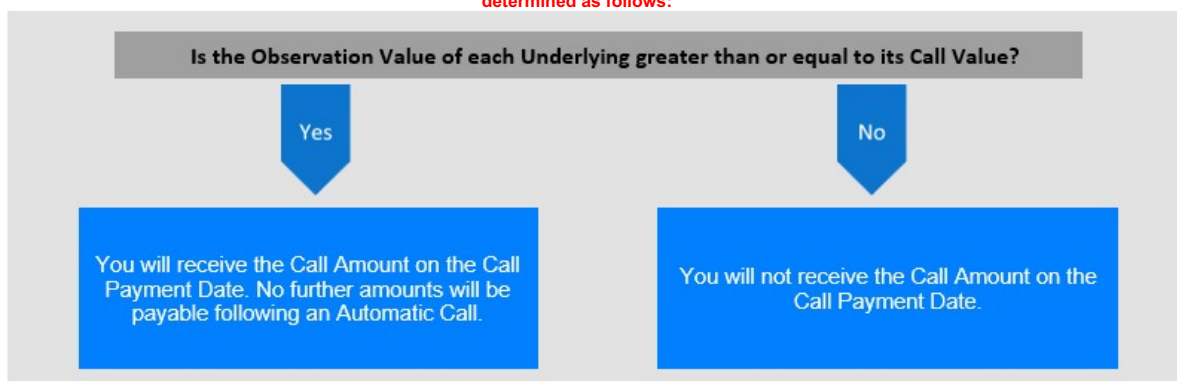 determined as follows:
Is the Observation Value of each Underlying greater than or equal to its Call Value?
Yes
No
You will receive the Call Amount on the Call
Payment Date. No further amounts will be
payable following an Automatic Call.
You will not receive the Call Amount on the
Call Payment Date.